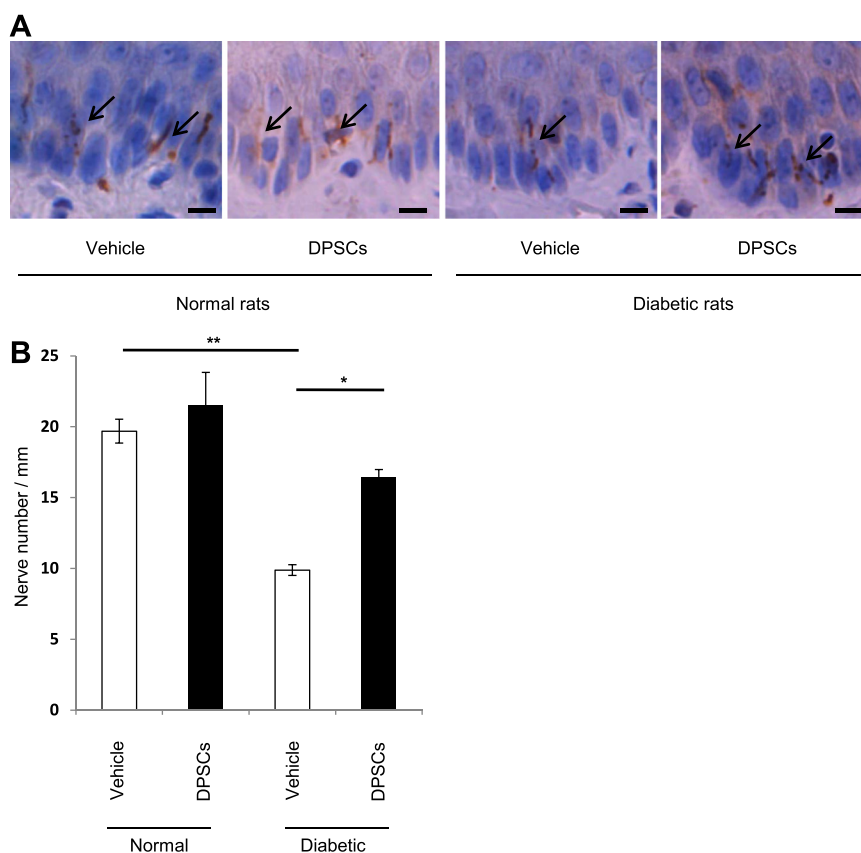 A
Vehicle DPSCs Vehicle DPSCs
Normal rats Diabetic rats
B
**
*
Nerve number / mm
25
20
15
10
5
0
Vehicle DPSCs Vehicle DPSCs
Normal Diabetic